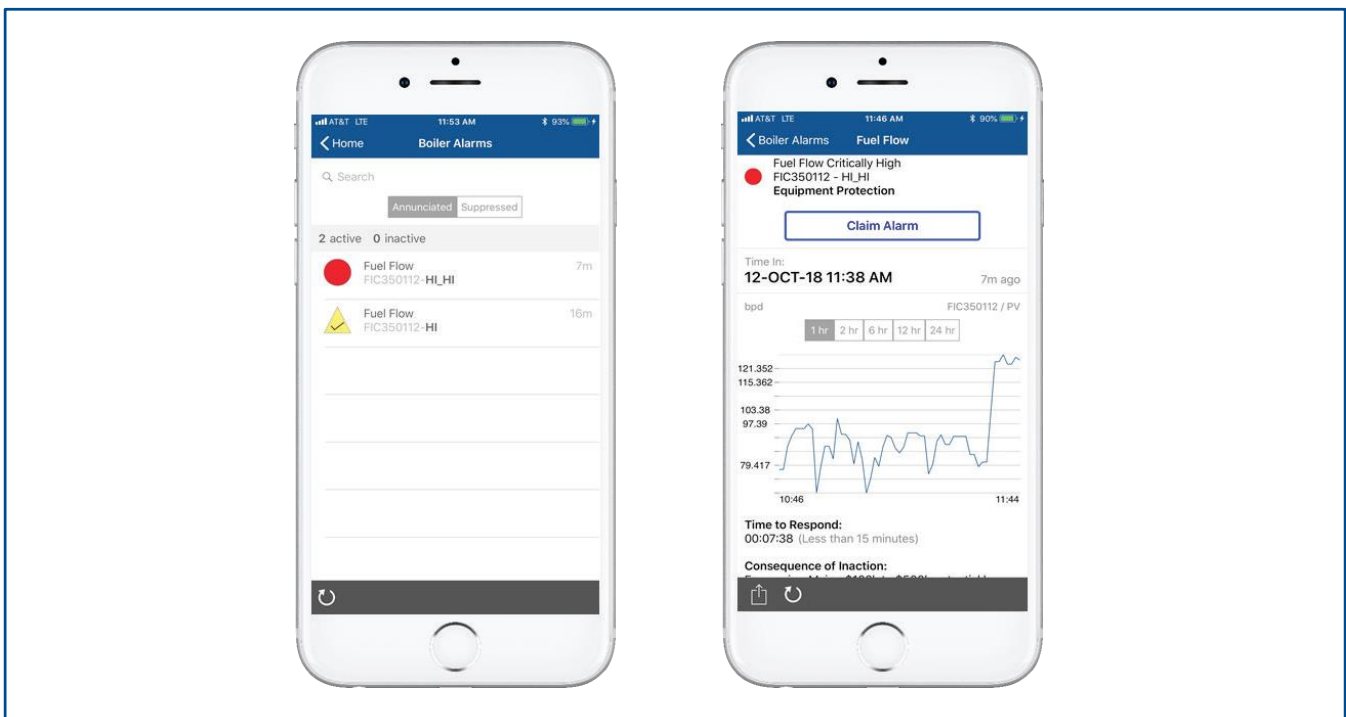 AT&T LTE 11:53 AM 93%
Home Boiler Alarms
Search
Annunciated Suppressed
2 active 0 inactive
Fuel Flow 7m
FIC350112-HI_HI
Fuel Flow 16m
FIC350112-HI
AT&T LTE 11:46 AM 90%
Boiler Alarms Fuel Flow
Fuel Flow Critically High
FIC350112 - HI_HI
Equipment Protection
Claim Alarm
Time In:
12-OCT-18 11:38 AM 7m ago
bpd FIC350112 / PV
1 hr 2 hr 6 hr 12 hr 24 hr
121.352
115.362
103.38
97.39
79.417
10:46 11:44
Time to Respond:
00:07:38 (Less than 15 minutes)
Consequence of Inaction: